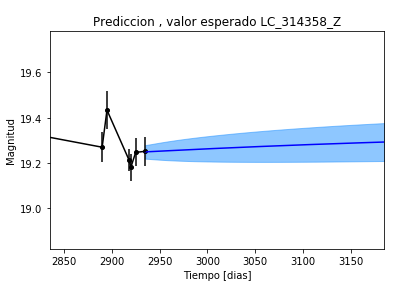 Prediccion , valor esperado LC_314358_Z
19.6
19.4
19.2
19.0
Magnitud
2850 2900 2950 3000 3050 3100 3150
Tiempo [dias]